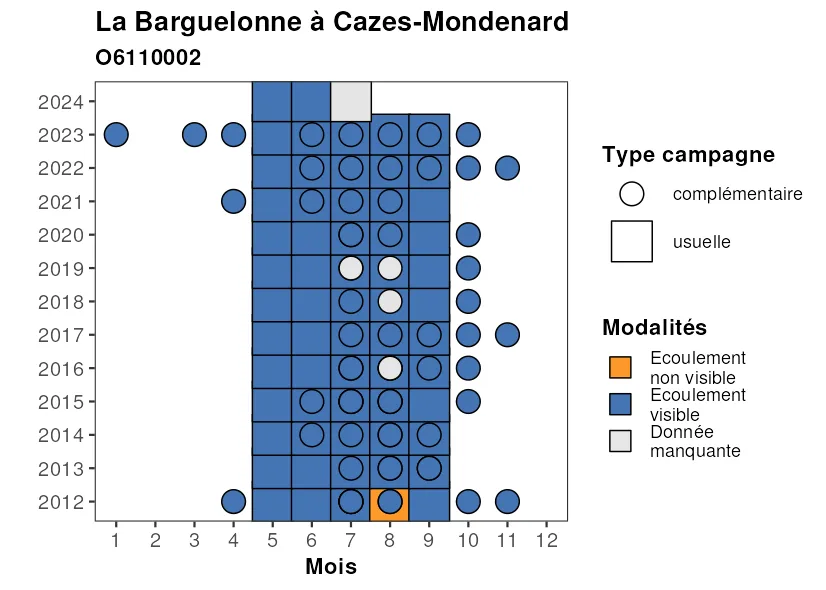 La Barguelonne à Cazes-Mondenard
O6110002
2024
2023
2022
2021
2020
2019
2018
2017
2016
2015
2014
2013
2012
1 2 3 4 5 6 7 8 9 10 11 12
Mois
Type campagne
complémentaire
usuelle
Modalités
Ecoulement
non visible
Ecoulement
visible
Donnée
manquante